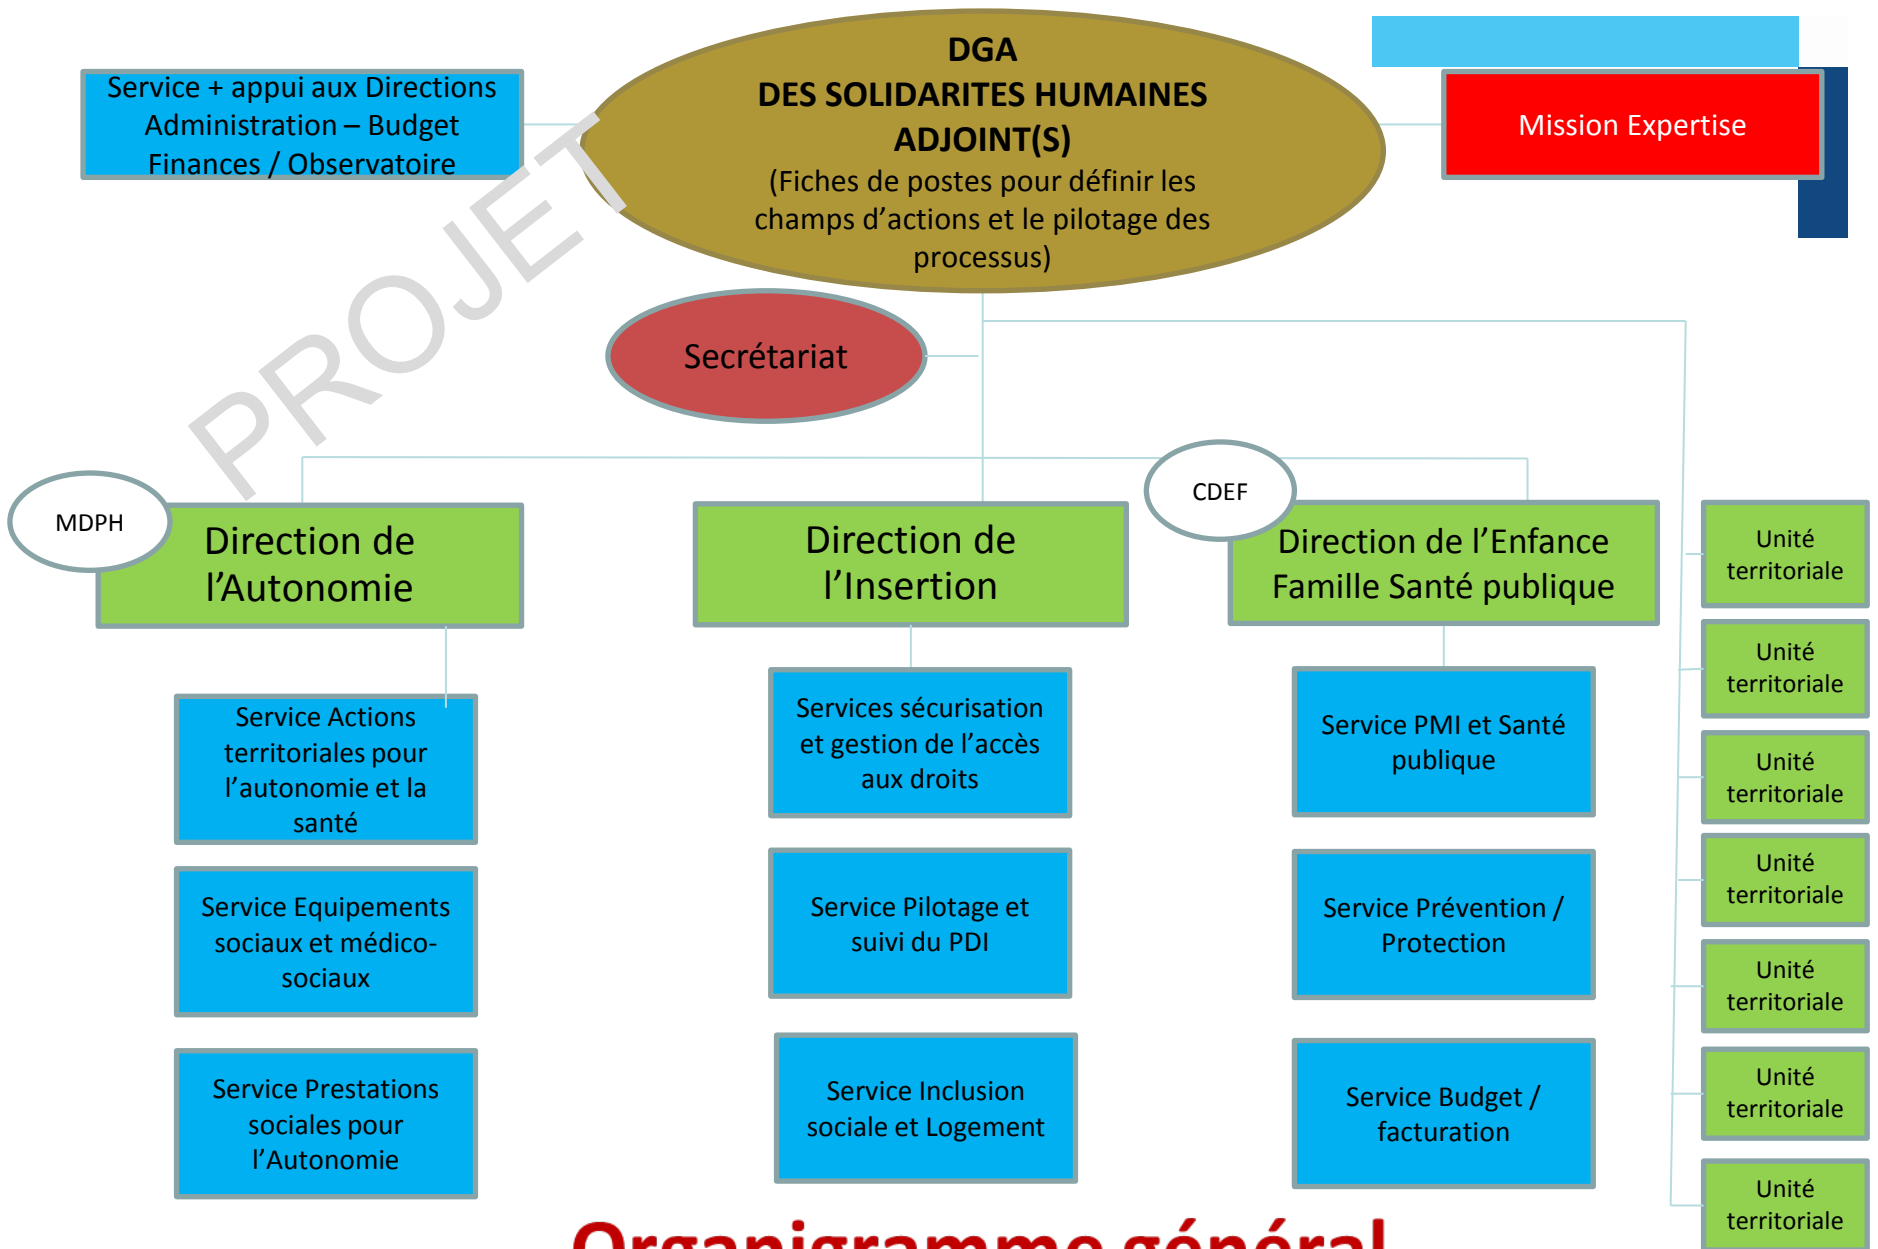 Service + appui aux Directions
Administration – Budget
Finances / Observatoire
DGA
DES SOLIDARITES HUMAINES
ADJOINT(S)
(Fiches de postes pour définir les
champs d’actions et le pilotage des
processus)
Mission Expertise
PROJET
Secrétariat
MDPH
Direction de
l’Autonomie
Direction de
l’Insertion
CDEF
Direction de l’Enfance
Famille Santé publique
Service Actions
territoriales pour
l’autonomie et la
santé
Service Equipements
sociaux et médico-
sociaux
Service Prestations
sociales pour
l’Autonomie
Services sécurisation
et gestion de l’accès
aux droits
Service Pilotage et
suivi du PDI
Service Inclusion
sociale et Logement
Service PMI et Santé
publique
Service Prévention /
Protection
Service Budget /
facturation
Unité
territoriale
Unité
territoriale
Unité
territoriale
Unité
territoriale
Unité
territoriale
Unité
territoriale
Unité
territoriale
Organigramme général